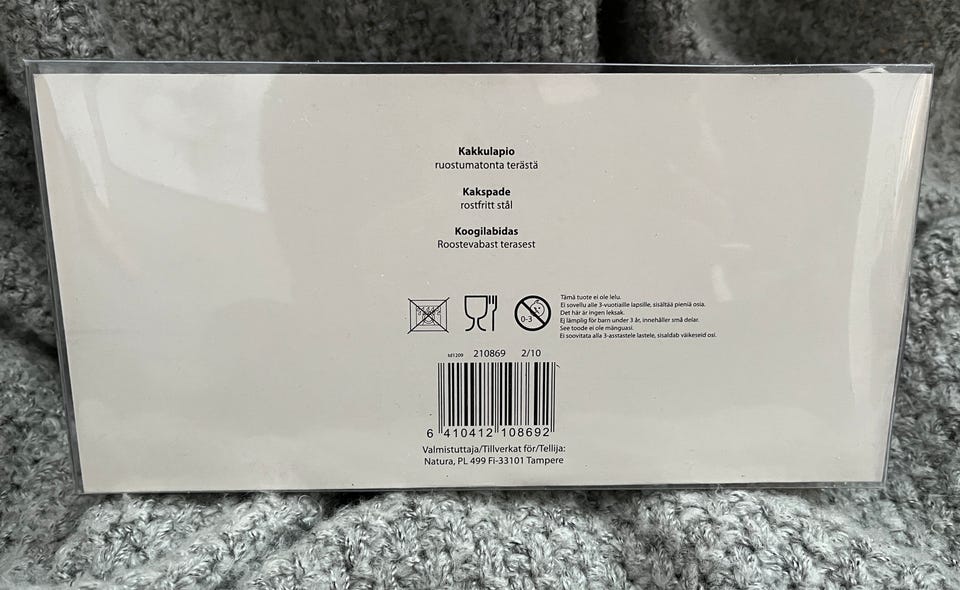 Kakkulapio
ruostumatonta terästä
Kakspade
rostfritt stål
Koogilabidas
Roostevabast terasest
0-3
Tämä tuote ei ole lelu.
Ei sovellu alle 3-vuotiaille lapsille, sisältää pieniä osia.
Det här är ingen leksak.
Ej lämplig för barn under 3 år, innehåller små delar.
See toode ei ole mänguasi.
Ei soovitata alla 3-aastastele lastele, sisaldab väikeseid osi.
td1209 210869 2/10
6 410412 108692
Valmistuttaja/Tillverkat för/Tellija:
Natura, PL 499 Fi-33101 Tampere